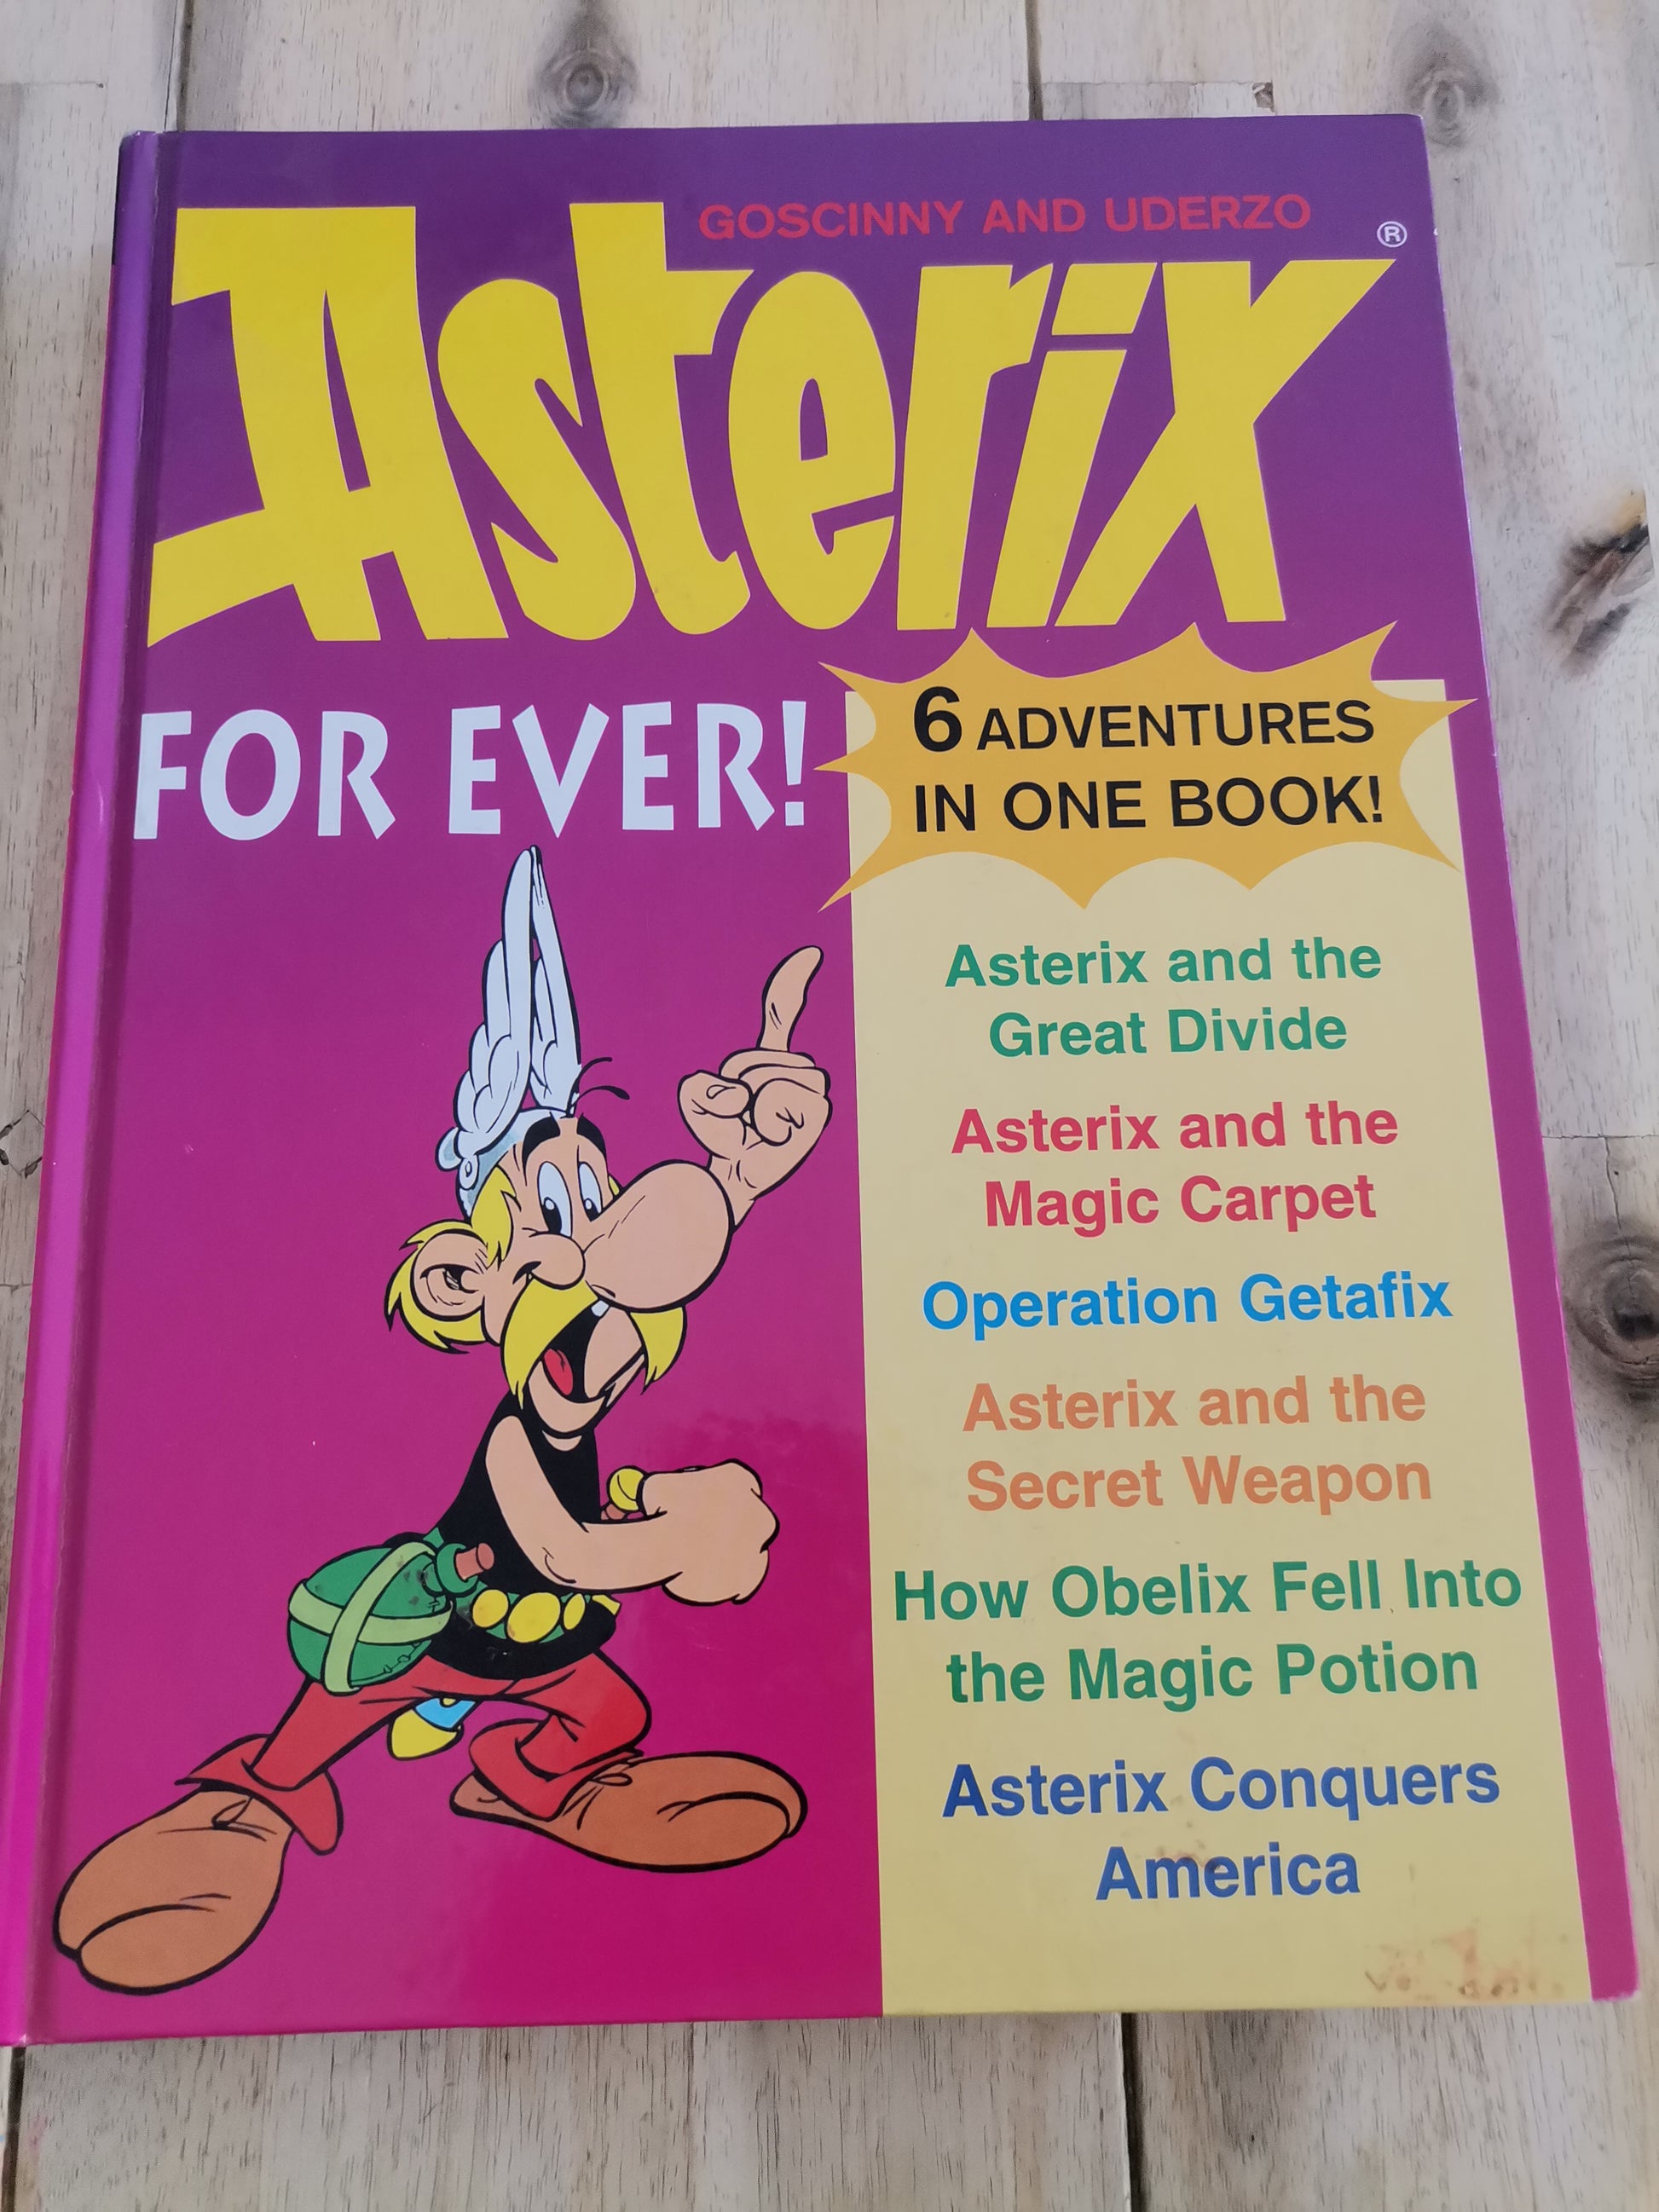 GOSCINNY AND UDERZO
Asterix®
FOR EVER!
6 ADVENTURES
IN ONE BOOK!
Asterix and the
Great Divide
Asterix and the
Magic Carpet
Operation Getafix
Asterix and the
Secret Weapon
How Obelix Fell Into
the Magic Potion
Asterix Conquers
America